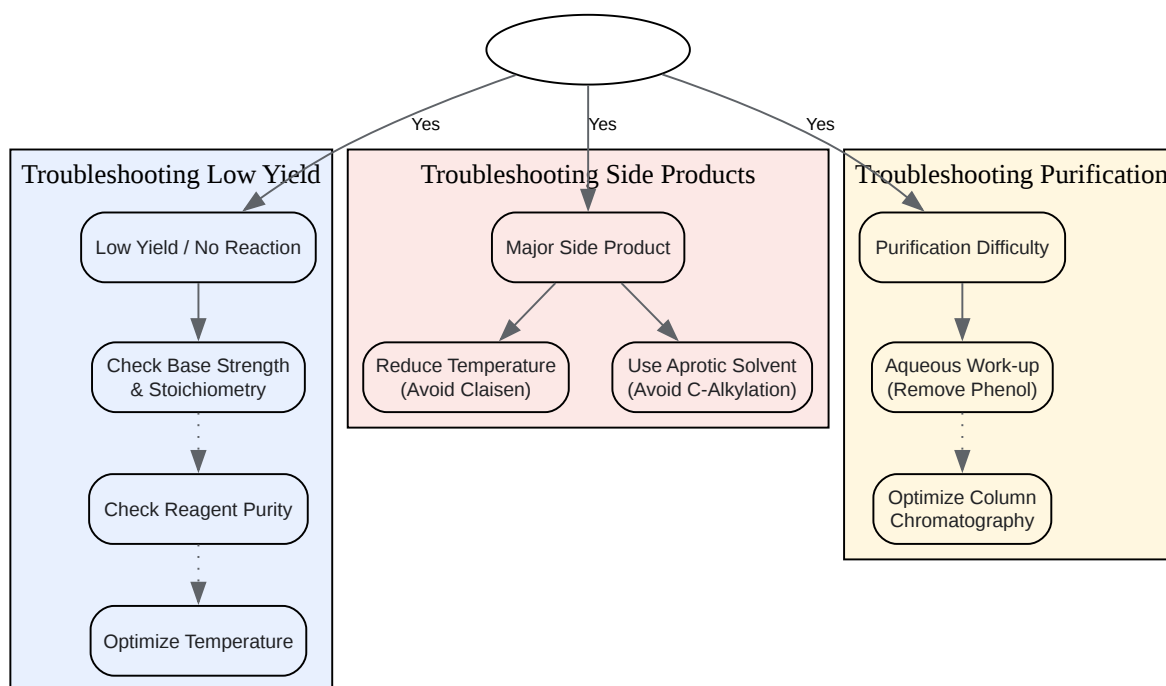 Yes
Yes
Yes
Troubleshooting Low Yield
Troubleshooting Side Products
Troubleshooting Purification
Low Yield / No Reaction
Major Side Product
Purification Difficulty
Check Base Strength
& Stoichiometry
Reduce Temperature
(Avoid Claisen)
Use Aprotic Solvent
(Avoid C-Alkylation)
Aqueous Work-up
(Remove Phenol)
Check Reagent Purity
Optimize Column
Chromatography
Optimize Temperature